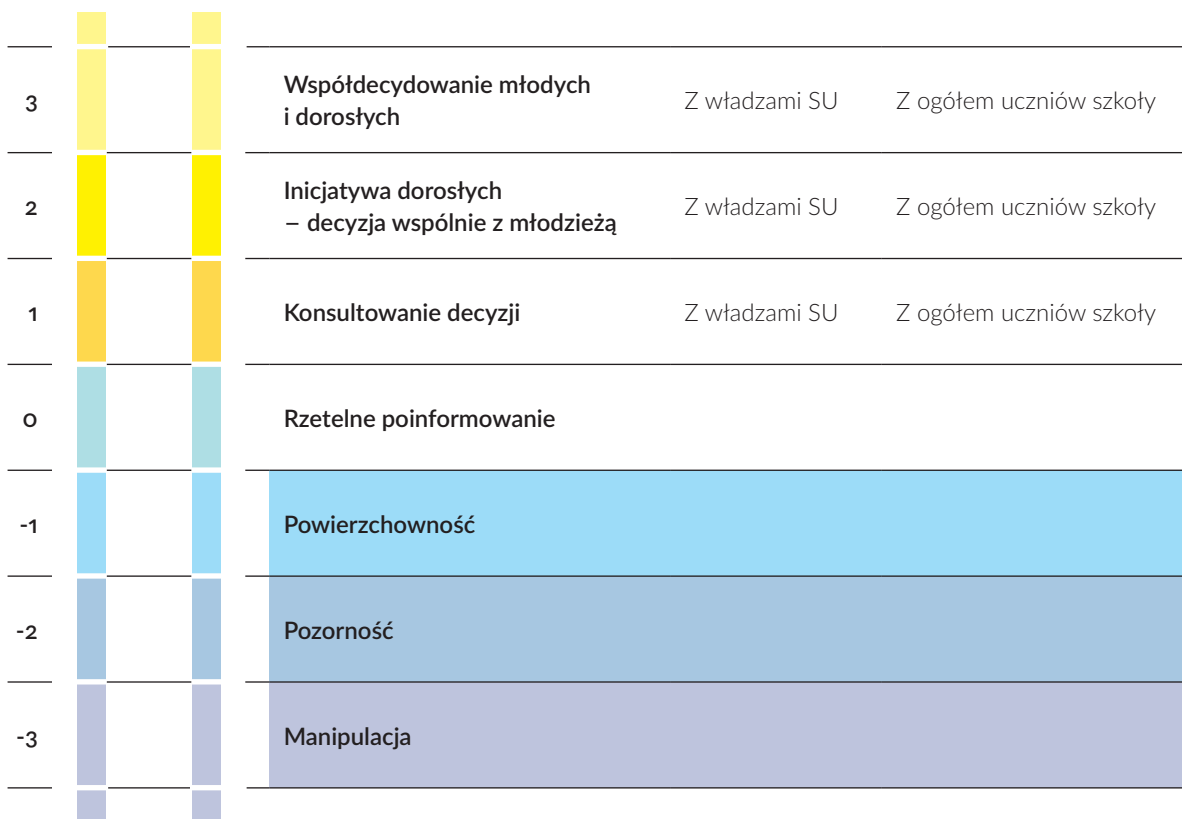 3
Współdecydowanie młodych
i dorosłych
Z władzami SU
Z ogółem uczniów szkoły
2
Inicjatywa dorosłych
– decyzja wspólnie z młodzieżą
Z władzami SU
Z ogółem uczniów szkoły
1
Konsultowanie decyzji
Z władzami SU
Z ogółem uczniów szkoły
0
Rzetelne poinformowanie
-1
Powierzchowność
-2
Pozorność
-3
Manipulacja